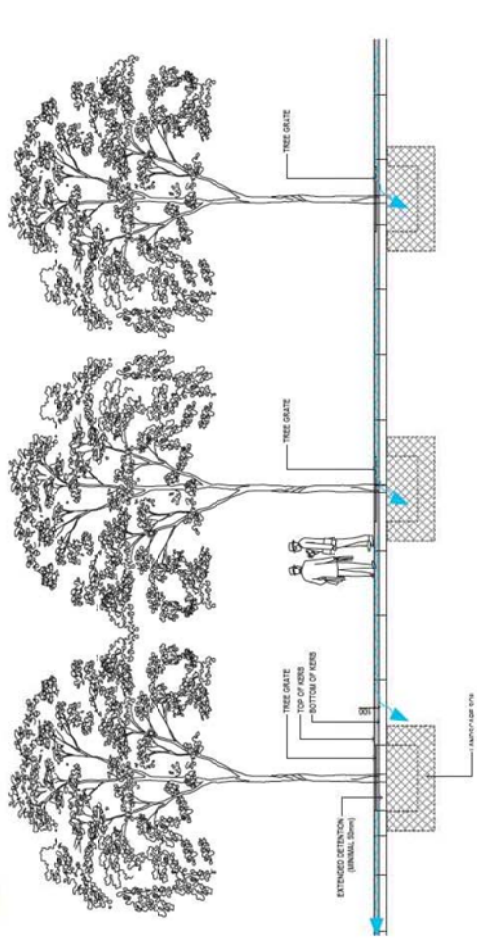 TREE GRATE
TOP OF KERB
BOTTOM OF KERB
TREE GRATE
TREE GRATE
EXTENDED DETENTION
(MINIMAL 50mm)